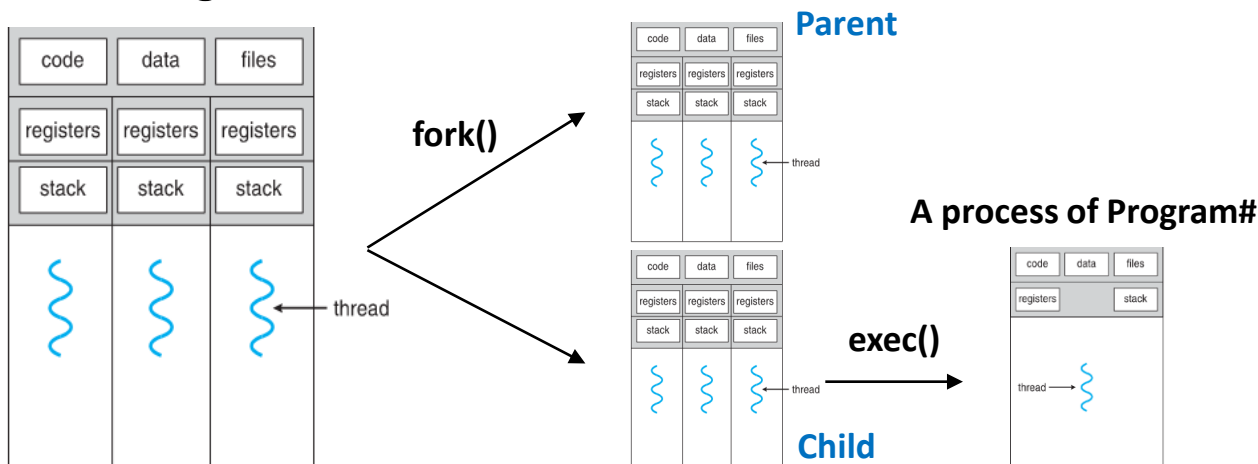 code data files
registers registers registers
stack stack stack
thread
fork()
Parent
code data files
registers registers registers
stack stack stack
thread
code data files
registers registers registers
stack stack stack
thread
Child
exec()
A process of Program#
code data files
registers stack
thread